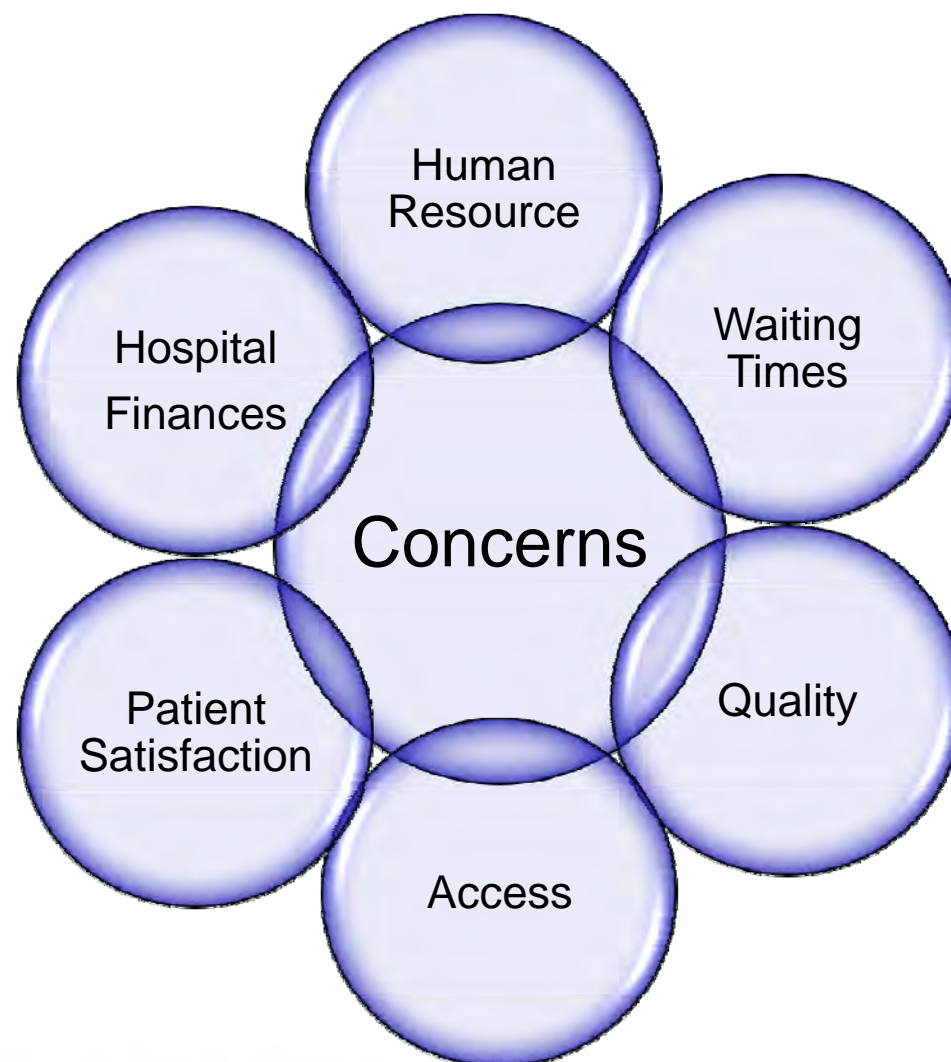 Human
Resource
Waiting
Times
Hospital
Finances
Concerns
Quality
Patient
Satisfaction
Access